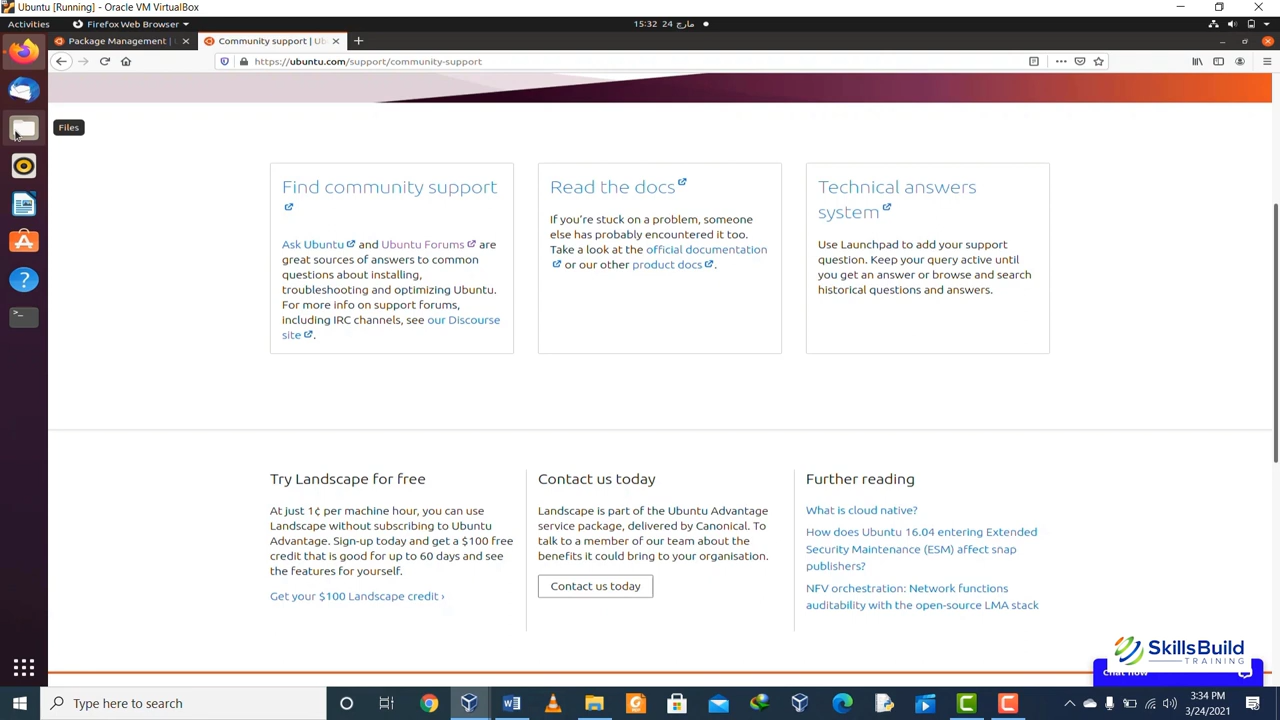 Ubuntu [Running] - Oracle VM VirtualBox
Activities
Firefox Web Browser
15:32 24 مارچ
Package Management |
Community support | Ub
https://ubuntu.com/support/community-support
Files
Find community support
Ask Ubuntu and Ubuntu Forums are
great sources of answers to common
questions about installing,
troubleshooting and optimizing Ubuntu.
For more info on support forums,
including IRC channels, see our Discourse
site.
Read the docs
If you're stuck on a problem, someone
else has probably encountered it too.
Take a look at the official documentation
or our other product docs.
Technical answers
system
Use Launchpad to add your support
question. Keep your query active until
you get an answer or browse and search
historical questions and answers.
Try Landscape for free
At just 1¢ per machine hour, you can use
Landscape without subscribing to Ubuntu
Advantage. Sign-up today and get a $100 free
credit that is good for up to 60 days and see
the features for yourself.
Get your $100 Landscape credit ›
Contact us today
Landscape is part of the Ubuntu Advantage
service package, delivered by Canonical. To
talk to a member of our team about the
benefits it could bring to your organisation.
Contact us today
Further reading
What is cloud native?
How does Ubuntu 16.04 entering Extended
Security Maintenance (ESM) affect snap
publishers?
NFV orchestration: Network functions
auditability with the open-source LMA stack
SkillsBuild
TRAINING
Chat now
Type here to search
3:34 PM
3/24/2021